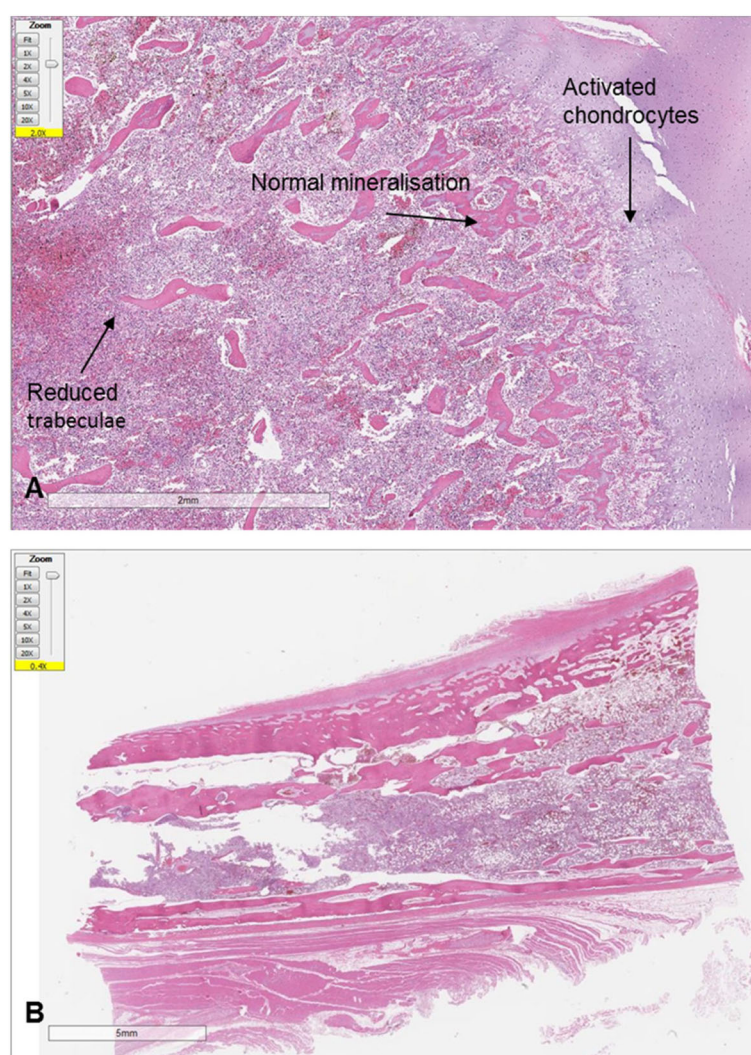 Zoom
Fit
1X
2X
4X
5X
10X
20X
2.0X
Activated
chondrocytes
Normal mineralisation
Reduced
trabeculae
A
2mm
Zoom
Fit
1X
2X
4X
5X
10X
20X
0.4X
B
5mm